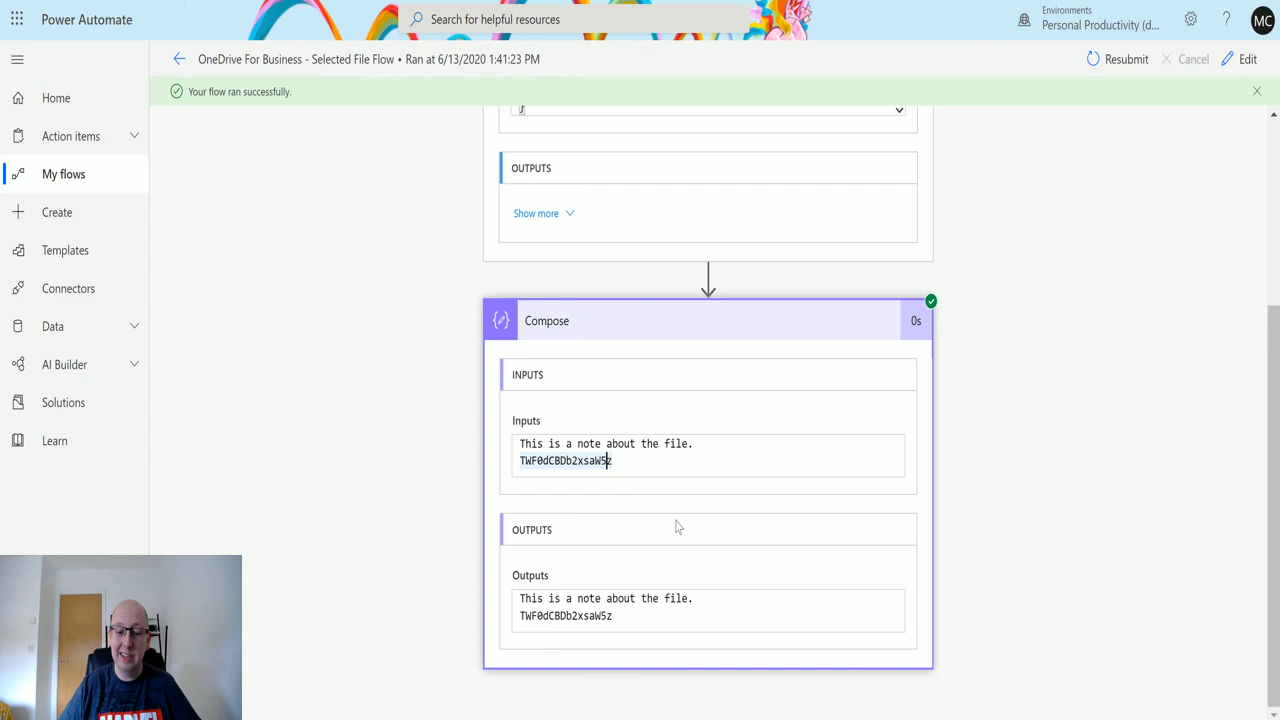 Power Automate
Search for helpful resources
Environments
Personal Productivity (d...
MC
OneDrive For Business - Selected File Flow • Ran at 6/13/2020 1:41:23 PM
Resubmit
Cancel
Edit
Your flow ran successfully.
Home
Action items
My flows
Create
Templates
Connectors
Data
AI Builder
Solutions
Learn
}
OUTPUTS
Show more
Compose
0s
INPUTS
Inputs
This is a note about the file.
TWF0dCBDb2xsaW5z
OUTPUTS
Outputs
This is a note about the file.
TWF0dCBDb2xsaW5z
MARVEL